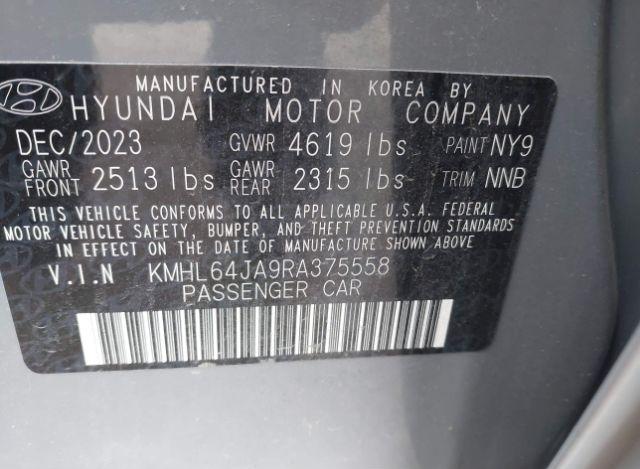 MANUFACTURED IN KOREA BY
HYUNDAI MOTOR COMPANY
DEC/2023 GVWR 4619 lbs PAINT NY9
GAWR FRONT 2513 lbs GAWR REAR 2315 lbs TRIM NNB
THIS VEHICLE CONFORMS TO ALL APPLICABLE U.S.A. FEDERAL
MOTOR VEHICLE SAFETY, BUMPER, AND THEFT PREVENTION STANDARDS
IN EFFECT ON THE DATE OF MANUFACTURE SHOWN ABOVE.
V.I.N KMHL64JA9RA375558
PASSENGER CAR